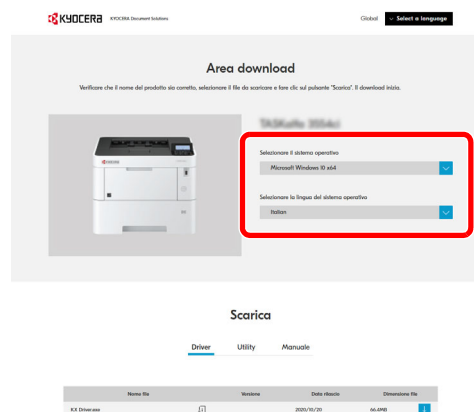 KYOCERA KYOCERA Document Solutions Global Select a language
Area download
Verificare che il nome del prodotto sia corretto, selezionare il file da scaricare e fare clic sul pulsante "Scarica". Il download inizia.
Selezionare il sistema operativo
Microsoft Windows 10 x64
Selezionare la lingua del sistema operativo
Italian
Scarica
Driver Utility Manuale
Nome file Versione Data rilascio Dimensione file
KX Driver.exe 2020/10/20 66.4MB